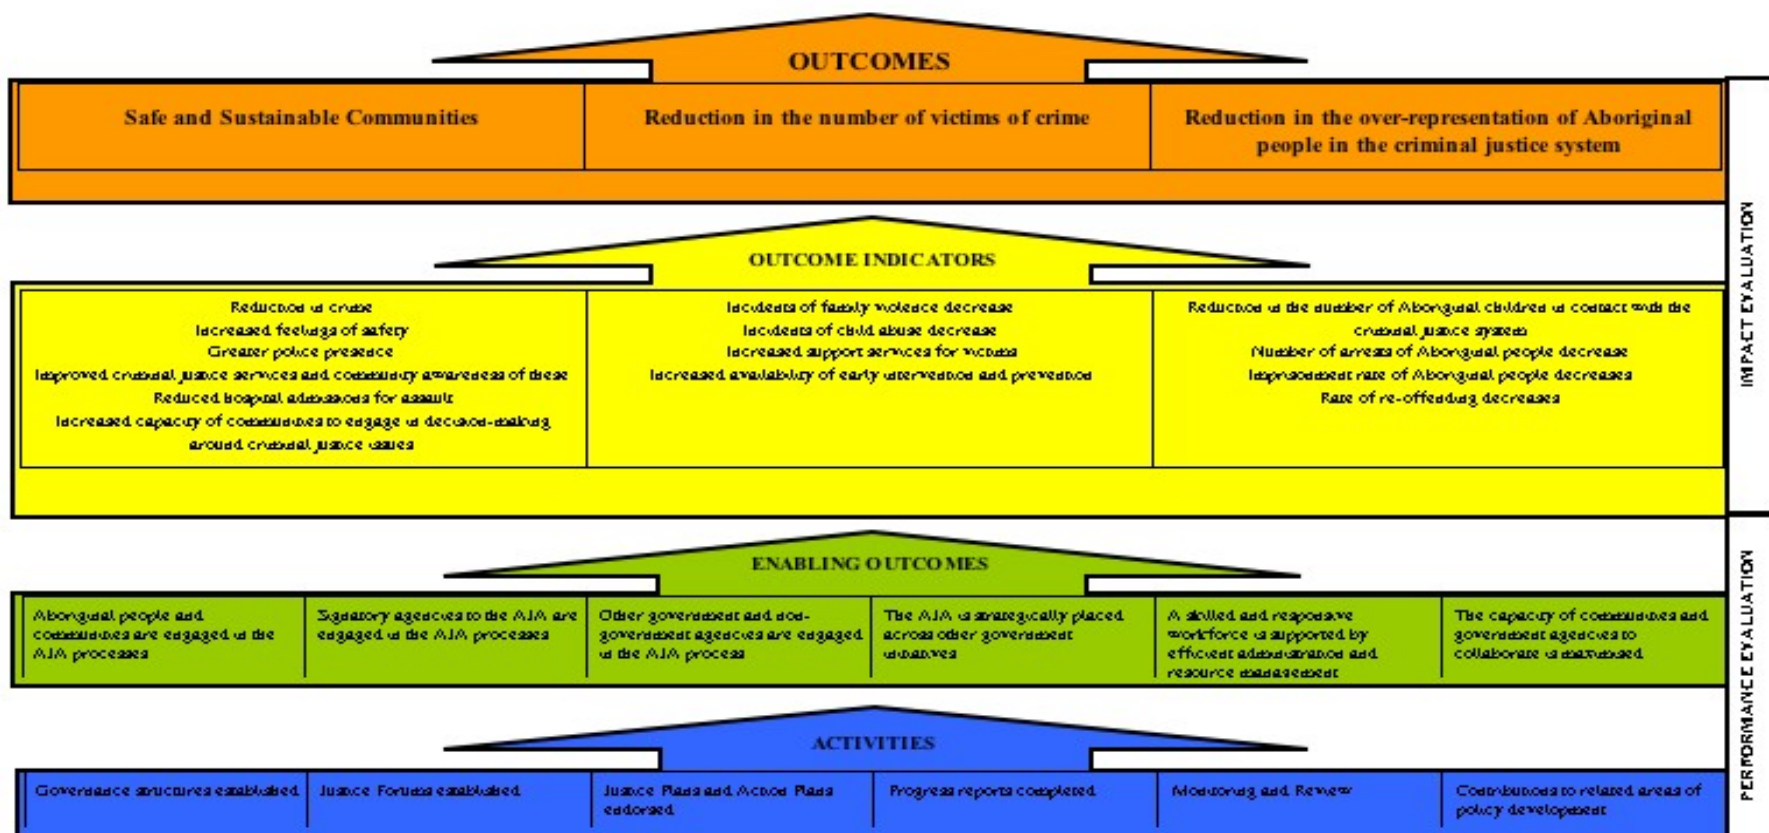 OUTCOMES
Safe and Sustainable Communities
Reduction in the number of victims of crime
Reduction in the over-representation of Aboriginal
people in the criminal justice system
OUTCOME INDICATORS
Reduction in crime
Increased feelings of safety
Greater police presence
Improved criminal justice services and community awareness of these
Reduced hospital admissions for assault
Increased capacity of communities to engage in decision-making
around criminal justice issues
Incidents of family violence decrease
Incidents of child abuse decrease
Increased support services for victims
Increased availability of early intervention and prevention
Reduction in the number of Aboriginal children in contact with the
criminal justice system
Number of arrests of Aboriginal people decrease
Imprisonment rate of Aboriginal people decreases
Rate of re-offending decreases
IMPACT EVALUATION
ENABLING OUTCOMES
Aboriginal people and
communities are engaged in the
AJA processes
Signatory agencies to the AJA are
engaged in the AJA processes
Other government and non-
government agencies are engaged
in the AJA process
The AJA is strategically placed
across other government
initiatives
A skilled and responsive
workforce is supported by
efficient administration and
resource management
The capacity of communities and
government agencies to
collaborate is maximised
ACTIVITIES
Governance structures established
Justice Forums established
Justice Plans and Action Plans
endorsed
Progress reports completed
Monitoring and Review
Contributions to related areas of
policy development
PERFORMANCE EVALUATION